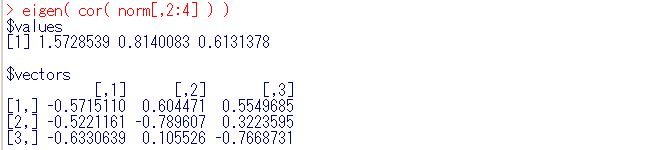 > eigen( cor( norm[,2:4] ) )
$values
[1] 1.5728539 0.8140083 0.6131378
$vectors
[,1] [,2] [,3]
[1,] -0.5715110 0.604471 0.5549685
[2,] -0.5221161 -0.789607 0.3223595
[3,] -0.6330639 0.105526 -0.7668731